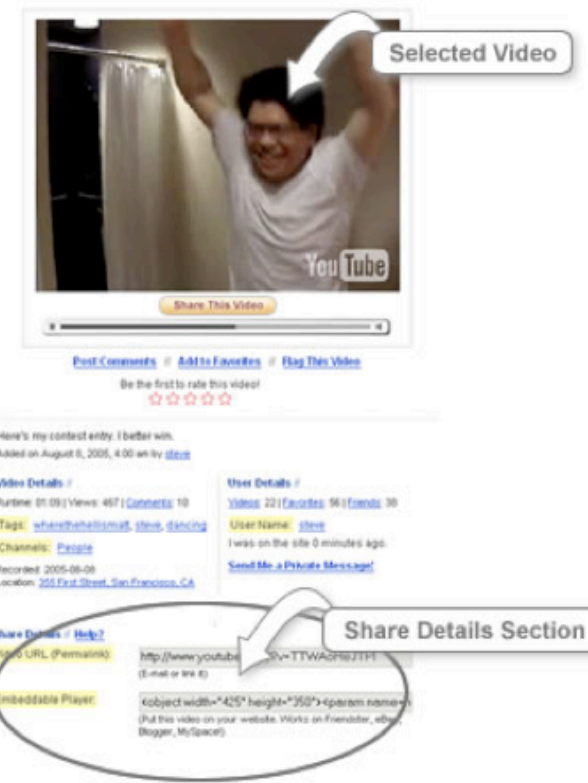 Selected Video
YouTube
Share This Video
Post Comments // Add to Favorites // Flag This Video
Be the first to rate this video!
Here's my contest entry. I better win.
Added on August 8, 2005, 4:00 am by steve
Video Details //
Runtime: 01:09 | Views: 467 | Comments: 10
Tags: wherethehellismatt, steve, dancing
Channels: People
Recorded: 2005-08-08
Location: 355 First Street, San Francisco, CA
User Details //
Videos: 22 | Favorites: 56 | Friends: 38
User Name: steve
I was on the site 0 minutes ago.
Send Me a Private Message!
Share Details // Help?
Share Details Section
Video URL (Permalink):
http://www.youtube
(E-mail or link it)
Embeddable Player:
<object width="425" height="350"><param name=
(Put this video on your website. Works on Friendster, eBay,
Blogger, MySpace!)